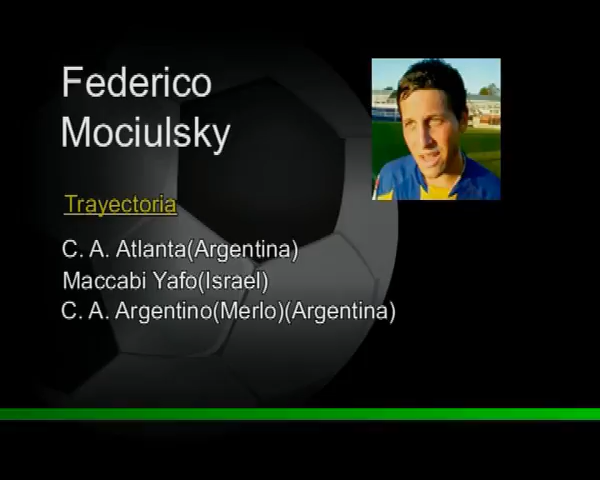 Federico
Mociulsky
Trayectoria
C. A. Atlanta(Argentina)
Maccabi Yafo(Israel)
C. A. Argentino(Merlo)(Argentina)